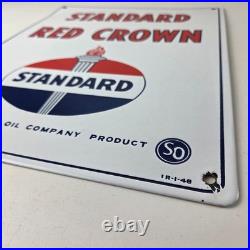 STANDARD
RED CROWN
STANDARD
OIL COMPANY PRODUCT
SO
IR-1-48